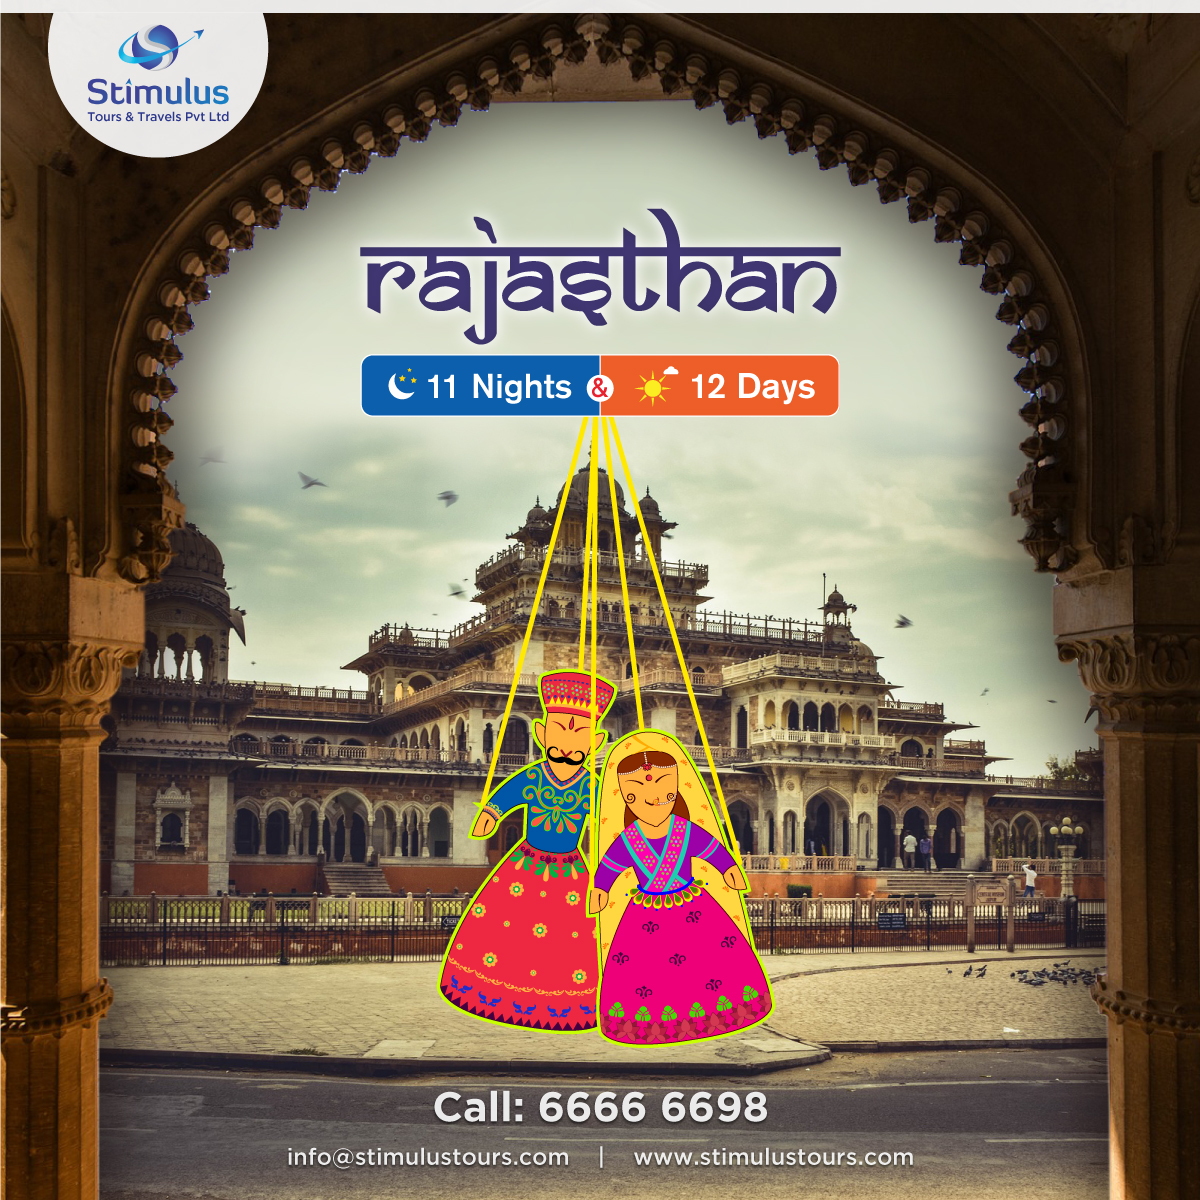 Stimulus
Tours & Travels Pvt Ltd
rajasthan
11 Nights & 12 Days
Call: 6666 6698
info@stimulustours.com | www.stimulustours.com